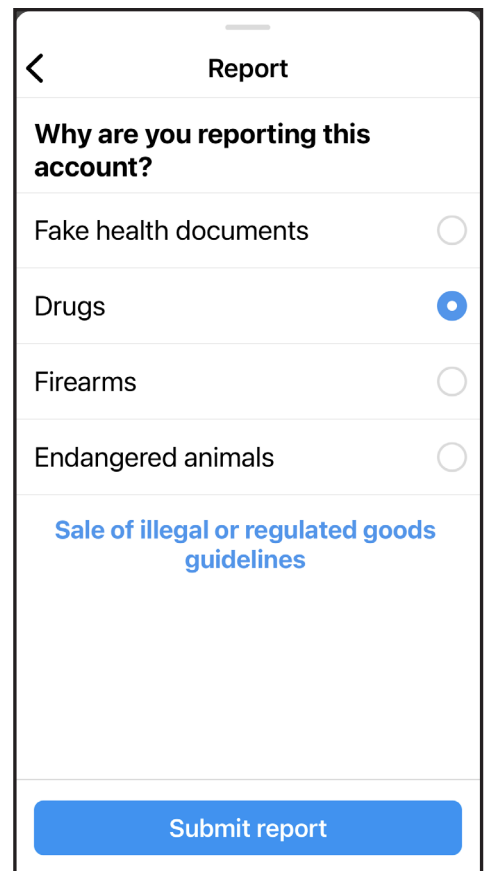 Report
Why are you reporting this
account?
Fake health documents
Drugs
Firearms
Endangered animals
Sale of illegal or regulated goods
guidelines
Submit report